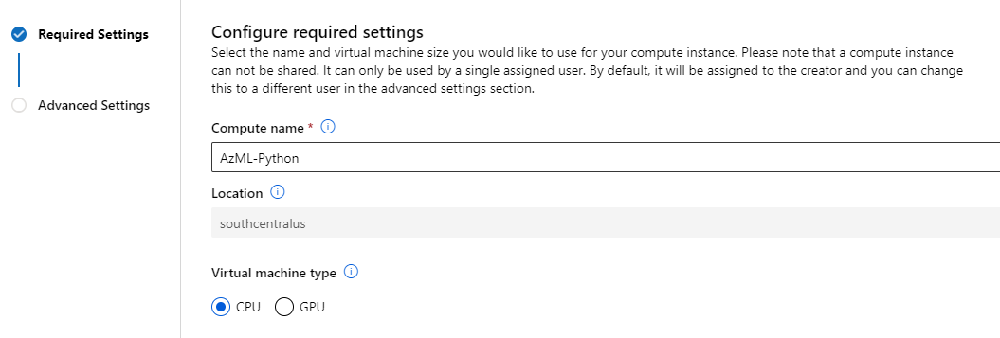 Required Settings
Advanced Settings
Configure required settings
Select the name and virtual machine size you would like to use for your compute instance. Please note that a compute instance
can not be shared. It can only be used by a single assigned user. By default, it will be assigned to the creator and you can change
this to a different user in the advanced settings section.
Compute name *
AzML-Python
Location
southcentralus
Virtual machine type
CPU GPU